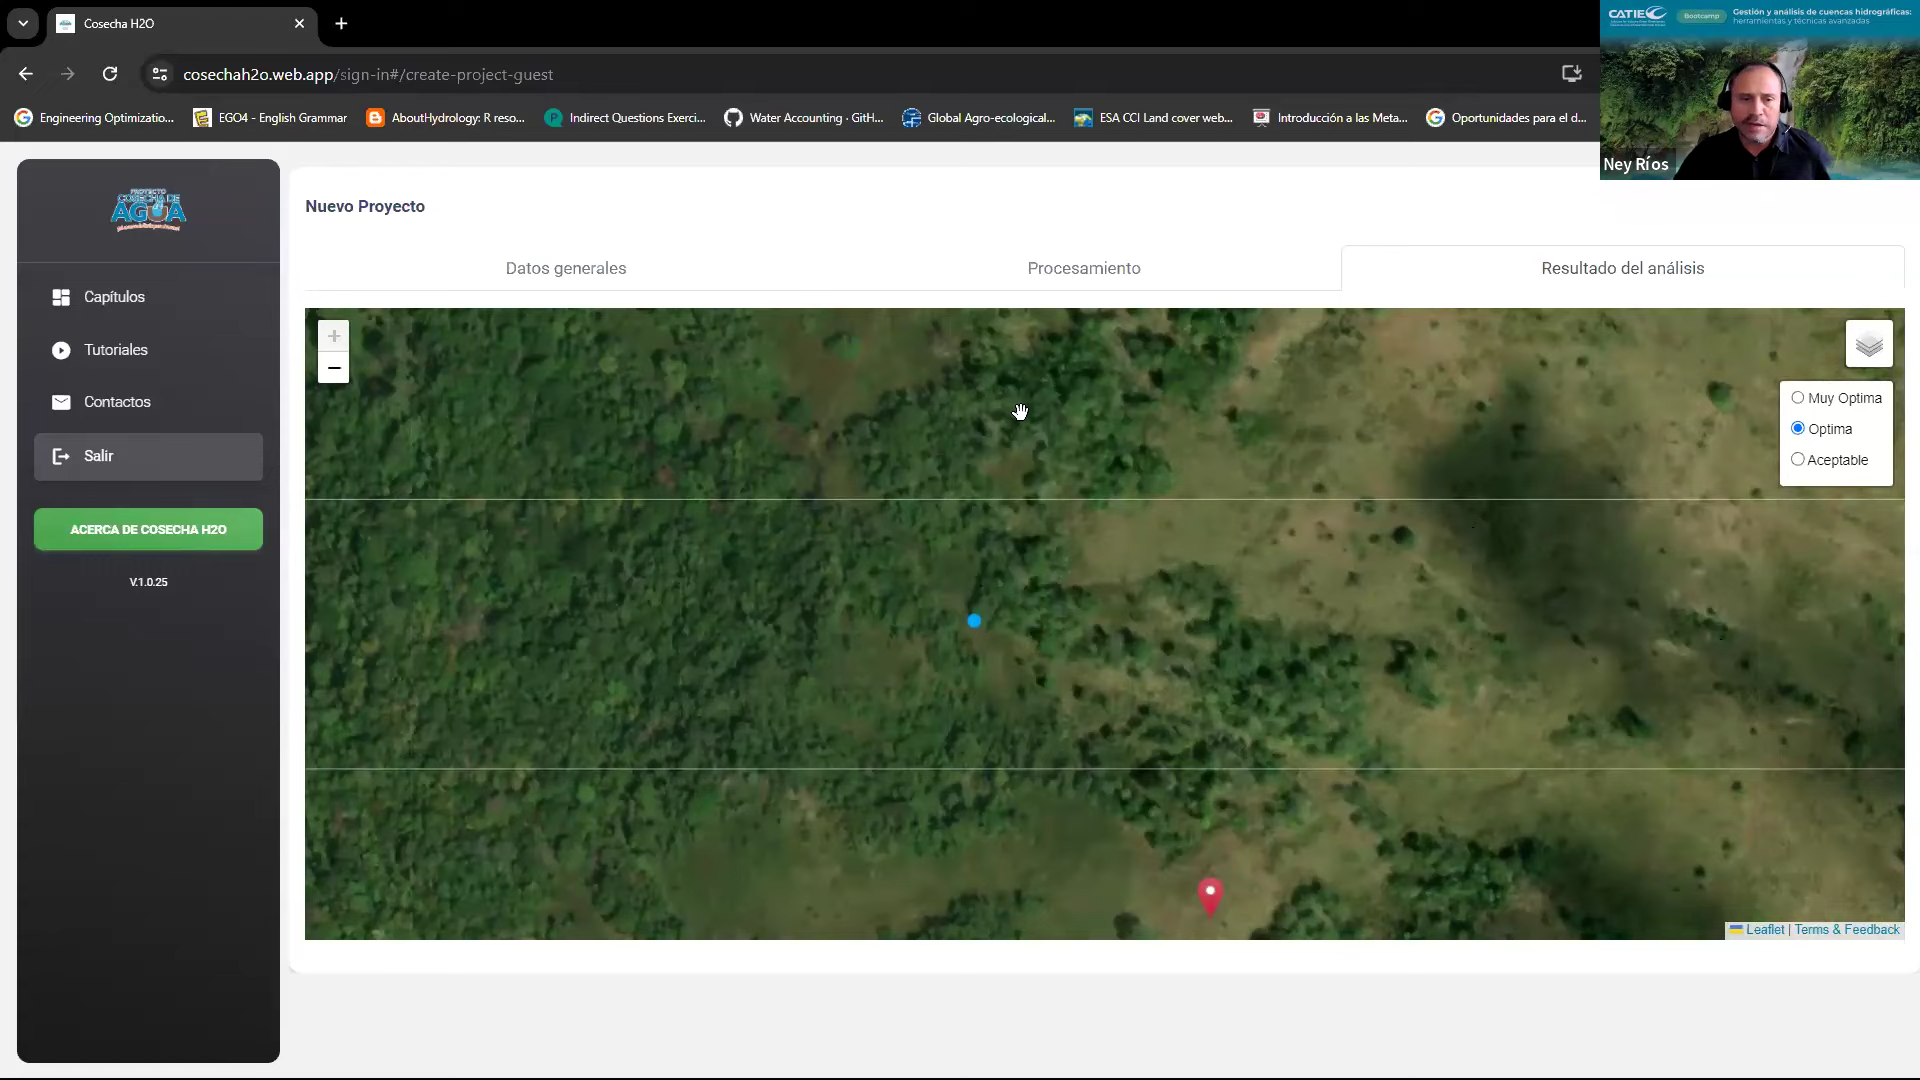 Cosecha H2O
cosechah2o.web.app/sign-in#/create-project-guest
Engineering Optimizatio...
EGO4 - English Grammar
AboutHydrology: R reso...
Indirect Questions Exerci...
Water Accounting · GitH...
Global Agro-ecological...
ESA CCI Land cover web...
Introducción a las Meta...
Oportunidades para el d...
CATIE
Bootcamp
Gestión y análisis de cuencas hidrográficas:
herramientas y técnicas avanzadas
Ney Ríos
PROYECTO
COSECHA DE
AGUA
Capítulos
Tutoriales
Contactos
Salir
ACERCA DE COSECHA H2O
V.1.0.25
Nuevo Proyecto
Datos generales
Procesamiento
Resultado del análisis
+
−
Muy Optima
Optima
Aceptable
Leaflet | Terms & Feedback